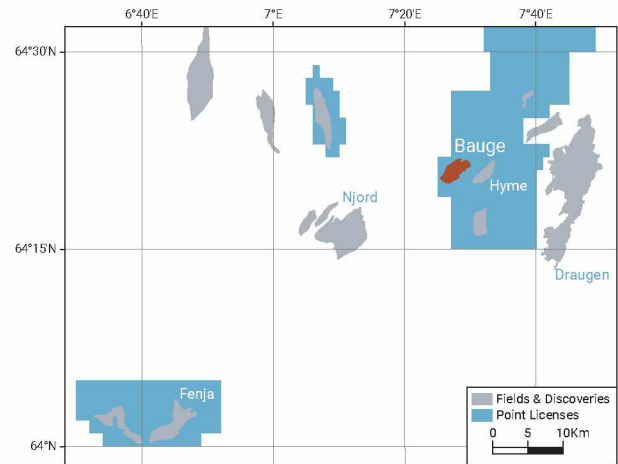 6°40'E 7° 7°20'E 7°40'E
64°30'N
Bauge
Hyme
Njord
64°15'N
Draugen
Fenja
Fields & Discoveries
Point Licenses
0 5 10Km
64°N